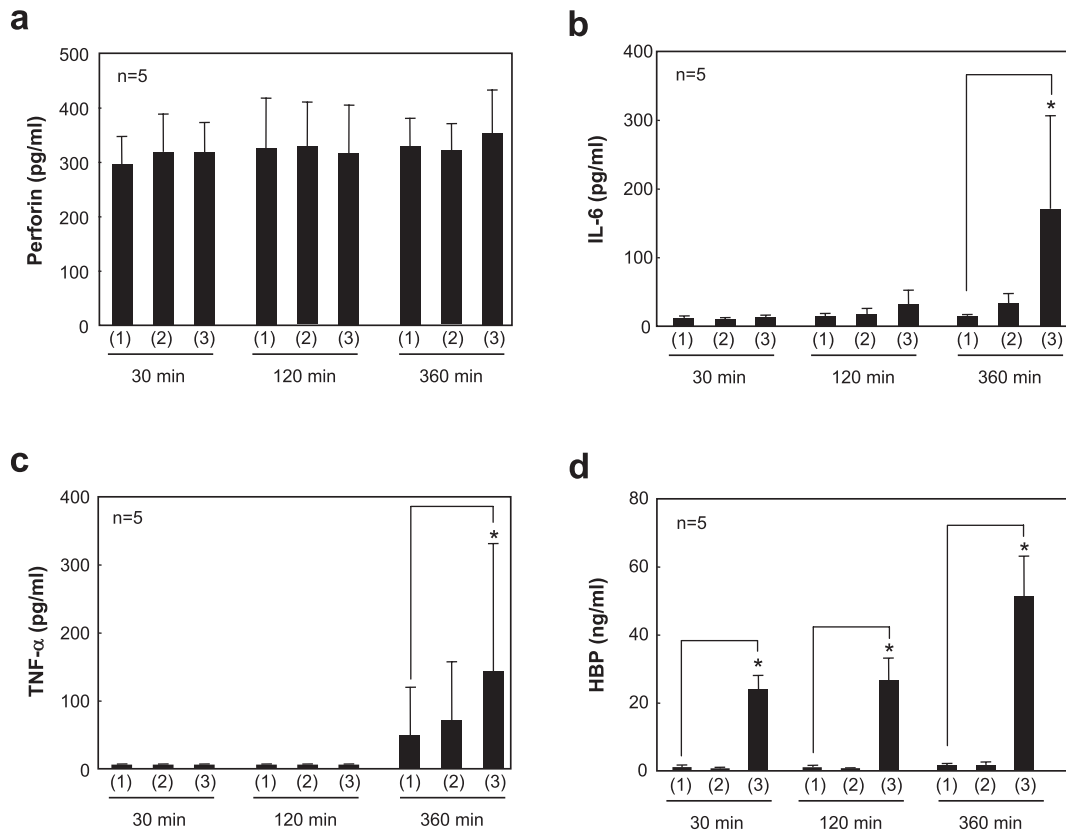 a
500
400
300
200
100
0
Perforin (pg/ml)
n=5
(1) (2) (3) (1) (2) (3) (1) (2) (3)
30 min 120 min 360 min
b
400
300
200
100
0
IL-6 (pg/ml)
n=5
*
(1) (2) (3) (1) (2) (3) (1) (2) (3)
30 min 120 min 360 min
c
400
300
200
100
0
TNF-α (pg/ml)
n=5
*
(1) (2) (3) (1) (2) (3) (1) (2) (3)
30 min 120 min 360 min
d
80
60
40
20
0
HBP (ng/ml)
n=5
* * *
(1) (2) (3) (1) (2) (3) (1) (2) (3)
30 min 120 min 360 min